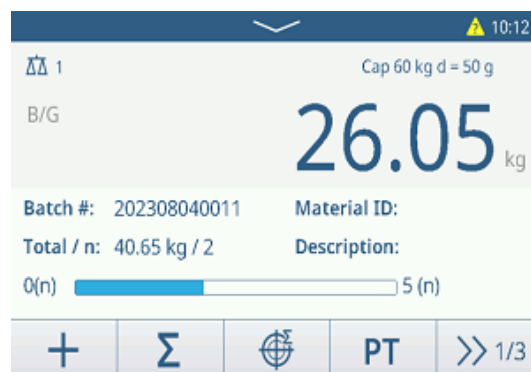 10:12
1 Cap 60 kg d = 50 g
B/G
26.05 kg
Batch #: 202308040011 Material ID:
Total / n: 40.65 kg / 2 Description:
0(n) 5 (n)
+ Σ Σ PT >> 1/3